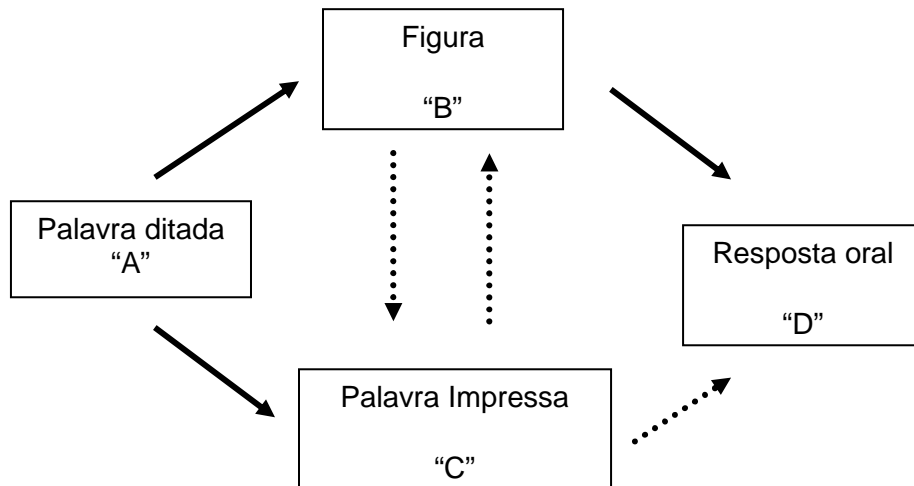 Figura
“B”
Palavra ditada
“A”
Resposta oral
“D”
Palavra Impressa
“C”